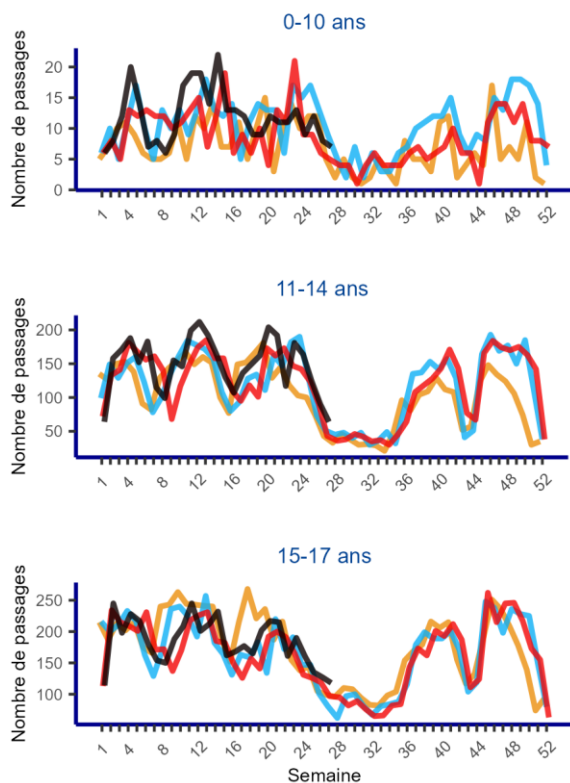 0-10 ans
Nombre de passages
20
15
10
5
0
1 4 8 12 16 20 24 28 32 36 40 44 48 52
11-14 ans
Nombre de passages
200
150
100
50
1 4 8 12 16 20 24 28 32 36 40 44 48 52
15-17 ans
Nombre de passages
250
200
150
100
1 4 8 12 16 20 24 28 32 36 40 44 48 52
Semaine